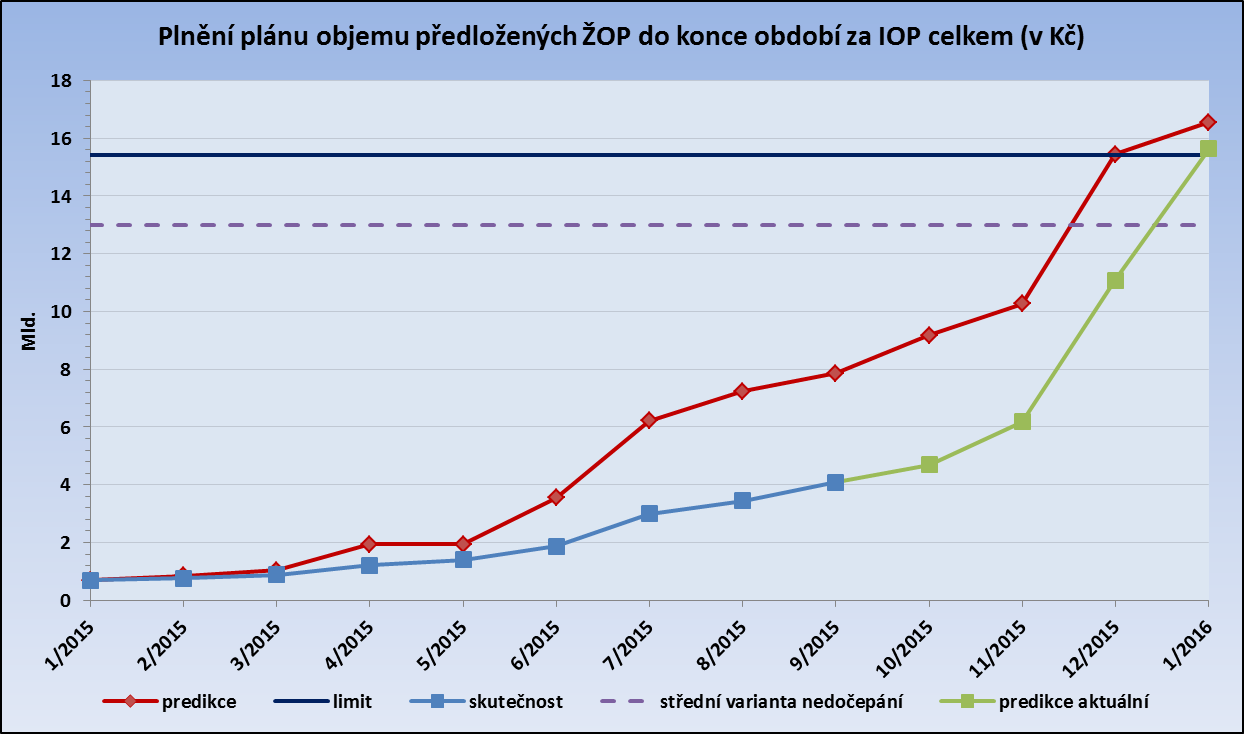 Plnění plánu objemu předložených ŽOP do konce období za IOP celkem (v Kč)
Mld.
18
16
14
12
10
8
6
4
2
0
1/2015 2/2015 3/2015 4/2015 5/2015 6/2015 7/2015 8/2015 9/2015 10/2015 11/2015 12/2015 1/2016
predikce limit skutečnost střední varianta nedočepání predikce aktuální